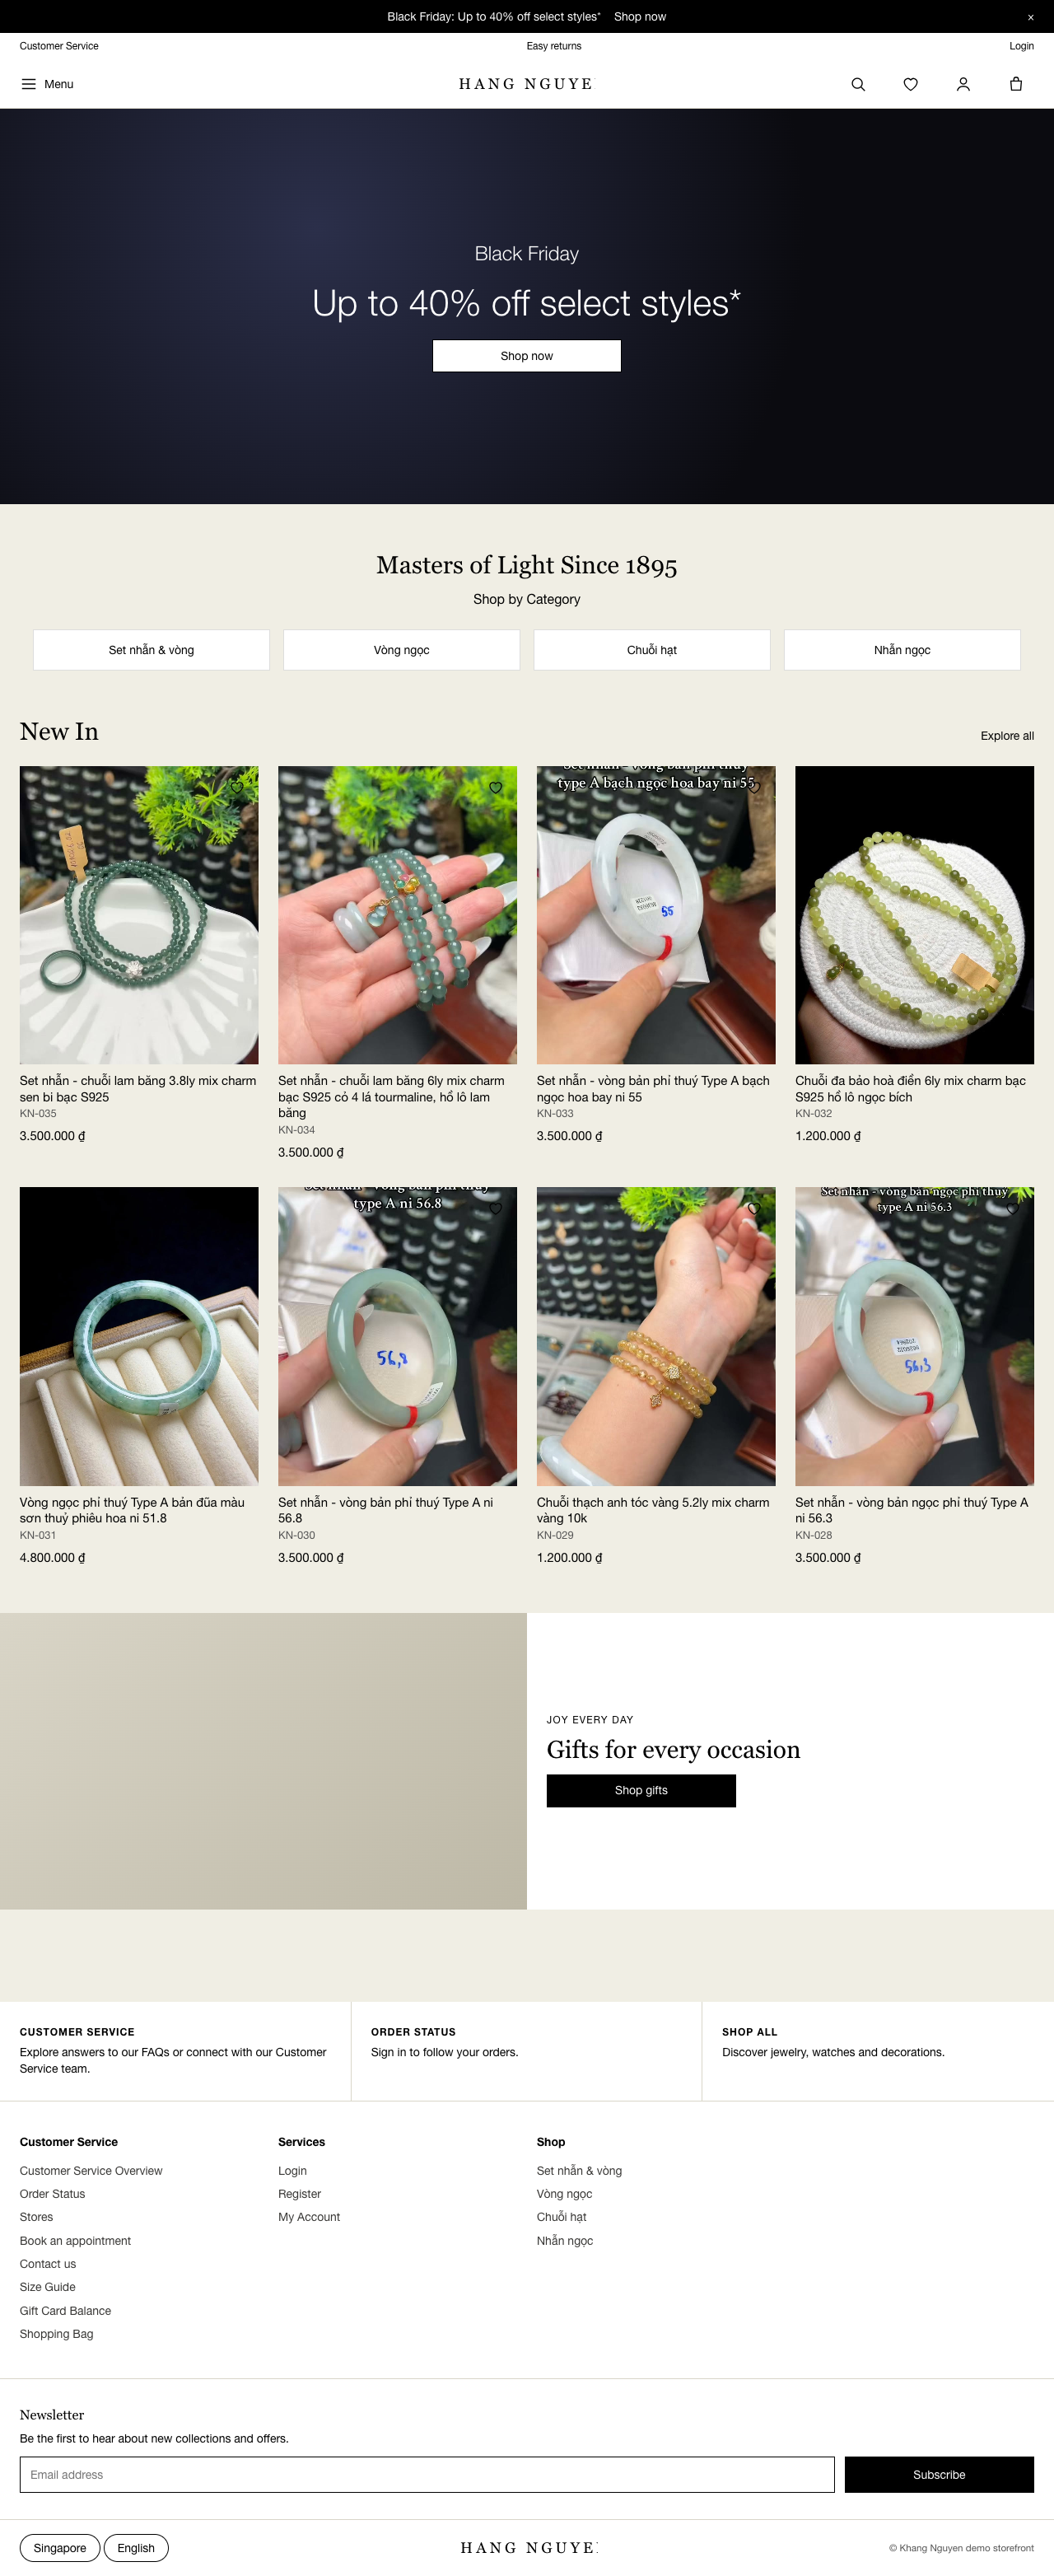 Black Friday: Up to 40% off select styles* Shop now ×
Customer Service Easy returns Login
Menu HANG NGUYE
Black Friday
Up to 40% off select styles*
Shop now
Masters of Light Since 1895
Shop by Category
Set nhẫn & vòng Vòng ngọc Chuỗi hạt Nhẫn ngọc
New In Explore all
type A bạch ngọc hoa bay ni 55
55
Set nhẫn - chuỗi lam băng 3.8ly mix charm
sen bi bạc S925
KN-035
3.500.000 ₫
Set nhẫn - chuỗi lam băng 6ly mix charm
bạc S925 cỏ 4 lá tourmaline, hồ lô lam
băng
KN-034
3.500.000 ₫
Set nhẫn - vòng bản phỉ thuý Type A bạch
ngọc hoa bay ni 55
KN-033
3.500.000 ₫
Chuỗi đa bảo hoà điền 6ly mix charm bạc
S925 hồ lô ngọc bích
KN-032
1.200.000 ₫
type A ni 56.8
56,8
Set nhẫn - vòng bản ngọc phỉ thuý
type A ni 56.3
56,3
Vòng ngọc phỉ thuý Type A bản đũa màu
sơn thuỷ phiêu hoa ni 51.8
KN-031
4.800.000 ₫
Set nhẫn - vòng bản phỉ thuý Type A ni
56.8
KN-030
3.500.000 ₫
Chuỗi thạch anh tóc vàng 5.2ly mix charm
vàng 10k
KN-029
1.200.000 ₫
Set nhẫn - vòng bản ngọc phỉ thuý Type A
ni 56.3
KN-028
3.500.000 ₫
JOY EVERY DAY
Gifts for every occasion
Shop gifts
CUSTOMER SERVICE
Explore answers to our FAQs or connect with our Customer
Service team.
ORDER STATUS
Sign in to follow your orders.
SHOP ALL
Discover jewelry, watches and decorations.
Customer Service
Customer Service Overview
Order Status
Stores
Book an appointment
Contact us
Size Guide
Gift Card Balance
Shopping Bag
Services
Login
Register
My Account
Shop
Set nhẫn & vòng
Vòng ngọc
Chuỗi hạt
Nhẫn ngọc
Newsletter
Be the first to hear about new collections and offers.
Email address Subscribe
Singapore English HANG NGUYE © Khang Nguyen demo storefront